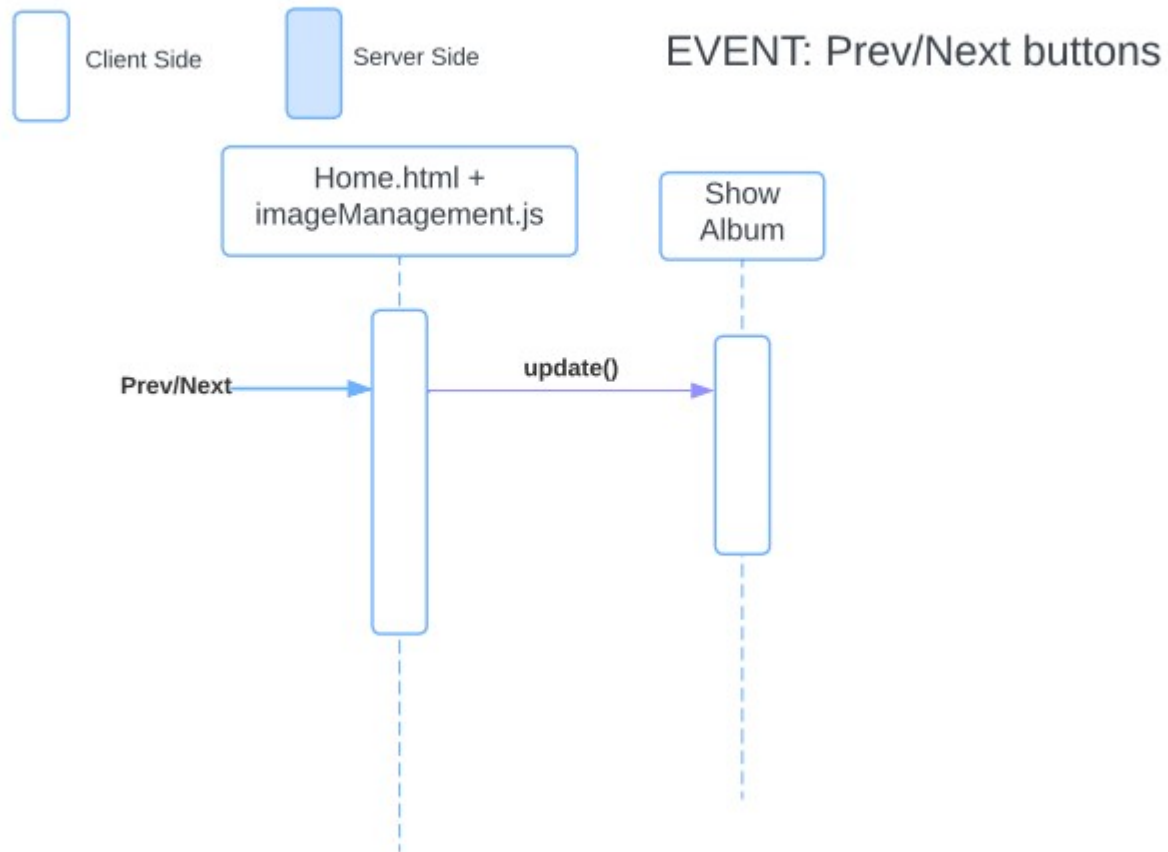 Client Side
Server Side
EVENT: Prev/Next buttons
Home.html +
imageManagement.js
Show
Album
Prev/Next
update()